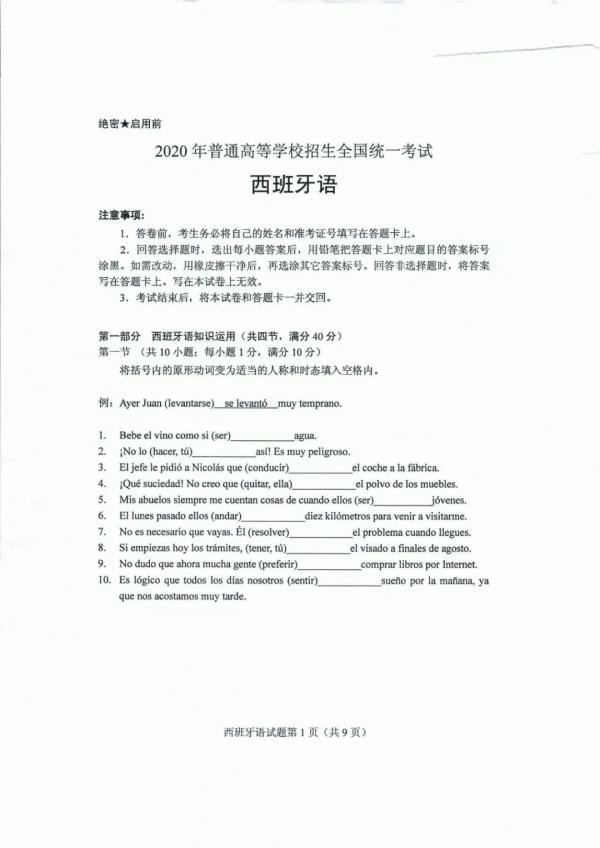 绝密★启用前
2020 年普通高等学校招生全国统一考试
西班牙语
注意事项:
1．答卷前，考生务必将自己的姓名和准考证号填写在答题卡上。
2．回答选择题时，选出每小题答案后，用铅笔把答题卡上对应题目的答案标号
涂黑。如需改动，用橡皮擦干净后，再选涂其它答案标号。回答非选择题时，将答案
写在答题卡上。写在本试卷上无效。
3．考试结束后，将本试卷和答题卡一并交回。
第一部分 西班牙语知识运用（共四节，满分 40 分）
第一节 （共 10 小题；每小题 1 分，满分 10 分）
将括号内的原形动词变为适当的人称和时态填入空格内。
例：Ayer Juan (levantarse)__se levantó__muy temprano.
1. Bebe el vino como si (ser)____________agua.
2. ¡No lo (hacer, tú)____________así! Es muy peligroso.
3. El jefe le pidió a Nicolás que (conducir)____________el coche a la fábrica.
4. ¡Qué suciedad! No creo que (quitar, ella)____________el polvo de los muebles.
5. Mis abuelos siempre me cuentan cosas de cuando ellos (ser)____________jóvenes.
6. El lunes pasado ellos (andar)____________diez kilómetros para venir a visitarme.
7. No es necesario que vayas. Él (resolver)____________el problema cuando llegues.
8. Si empiezas hoy los trámites, (tener, tú)____________el visado a finales de agosto.
9. No dudo que ahora mucha gente (preferir)____________comprar libros por Internet.
10. Es lógico que todos los días nosotros (sentir)____________sueño por la mañana, ya
que nos acostamos muy tarde.
西班牙语试题第 1 页（共 9 页）